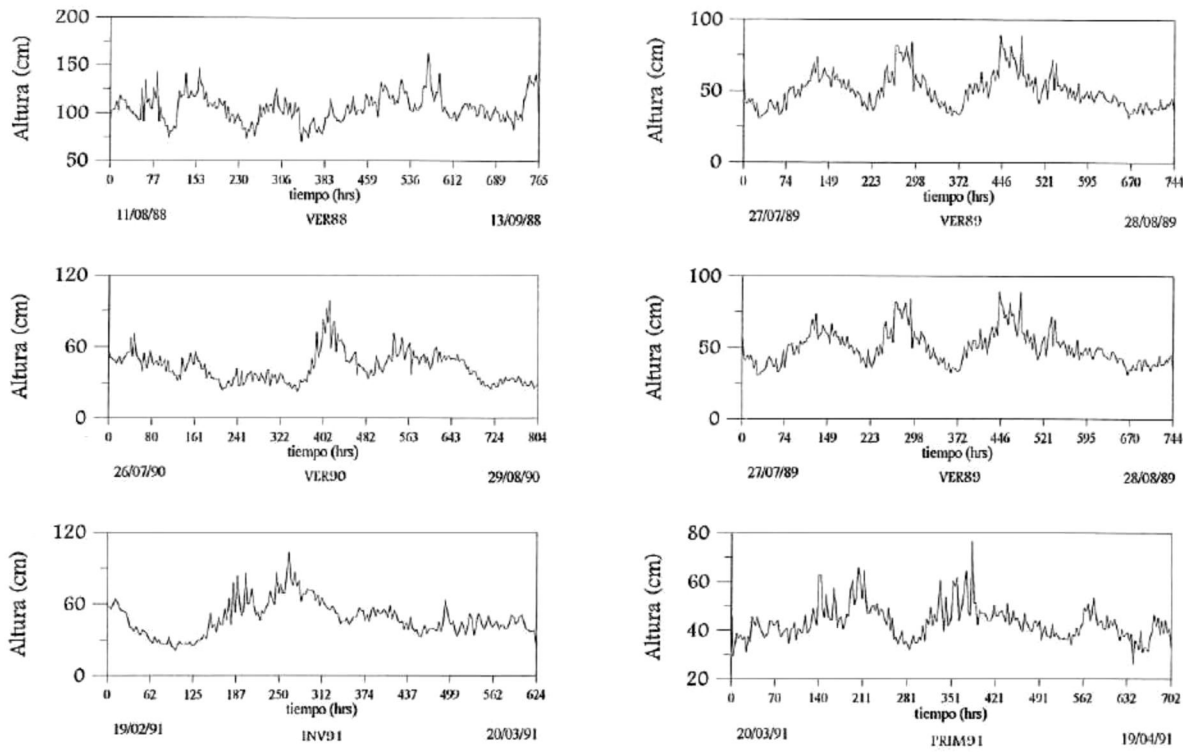 200
150
100
50
Altura (cm)
0 77 153 230 306 383 459 536 612 689 765
tiempo (hrs)
11/08/88 VER88 13/09/88
100
50
0
Altura (cm)
0 74 149 223 298 372 446 521 595 670 744
tiempo (hrs)
27/07/89 VER89 28/08/89
120
60
0
Altura (cm)
0 80 161 241 322 402 482 563 643 724 804
tiempo (hrs)
26/07/90 VER90 29/08/90
100
50
0
Altura (cm)
0 74 149 223 298 372 446 521 595 670 744
tiempo (hrs)
27/07/89 VER89 28/08/89
120
60
0
Altura (cm)
0 62 125 187 250 312 374 437 499 562 624
tiempo (hrs)
19/02/91 INV91 20/03/91
80
60
40
20
Altura (cm)
0 70 140 211 281 351 421 491 562 632 702
tiempo (hrs)
20/03/91 PRIM91 19/04/91